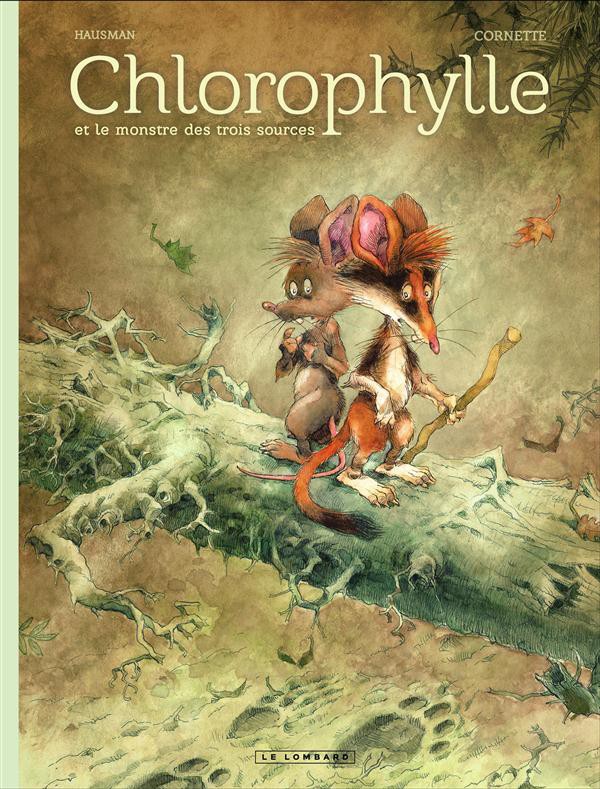 HAUSMAN
CORNETTE
Chlorophylle
et le monstre des trois sources
LE LOMBARD